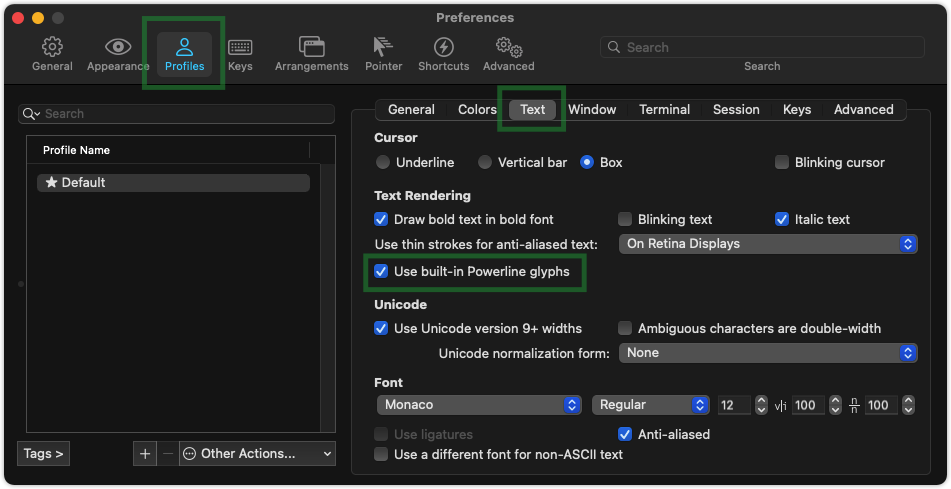 Preferences
General Appearance Profiles Keys Arrangements Pointer Shortcuts Advanced
Search
Search
Search
Profile Name
Default
Tags >
+ − Other Actions...
General Colors Text Window Terminal Session Keys Advanced
Cursor
Underline Vertical bar Box Blinking cursor
Text Rendering
Draw bold text in bold font Blinking text Italic text
Use thin strokes for anti-aliased text: On Retina Displays
Use built-in Powerline glyphs
Unicode
Use Unicode version 9+ widths Ambiguous characters are double-width
Unicode normalization form: None
Font
Monaco Regular 12 v|i 100 n/n 100
Use ligatures Anti-aliased
Use a different font for non-ASCII text